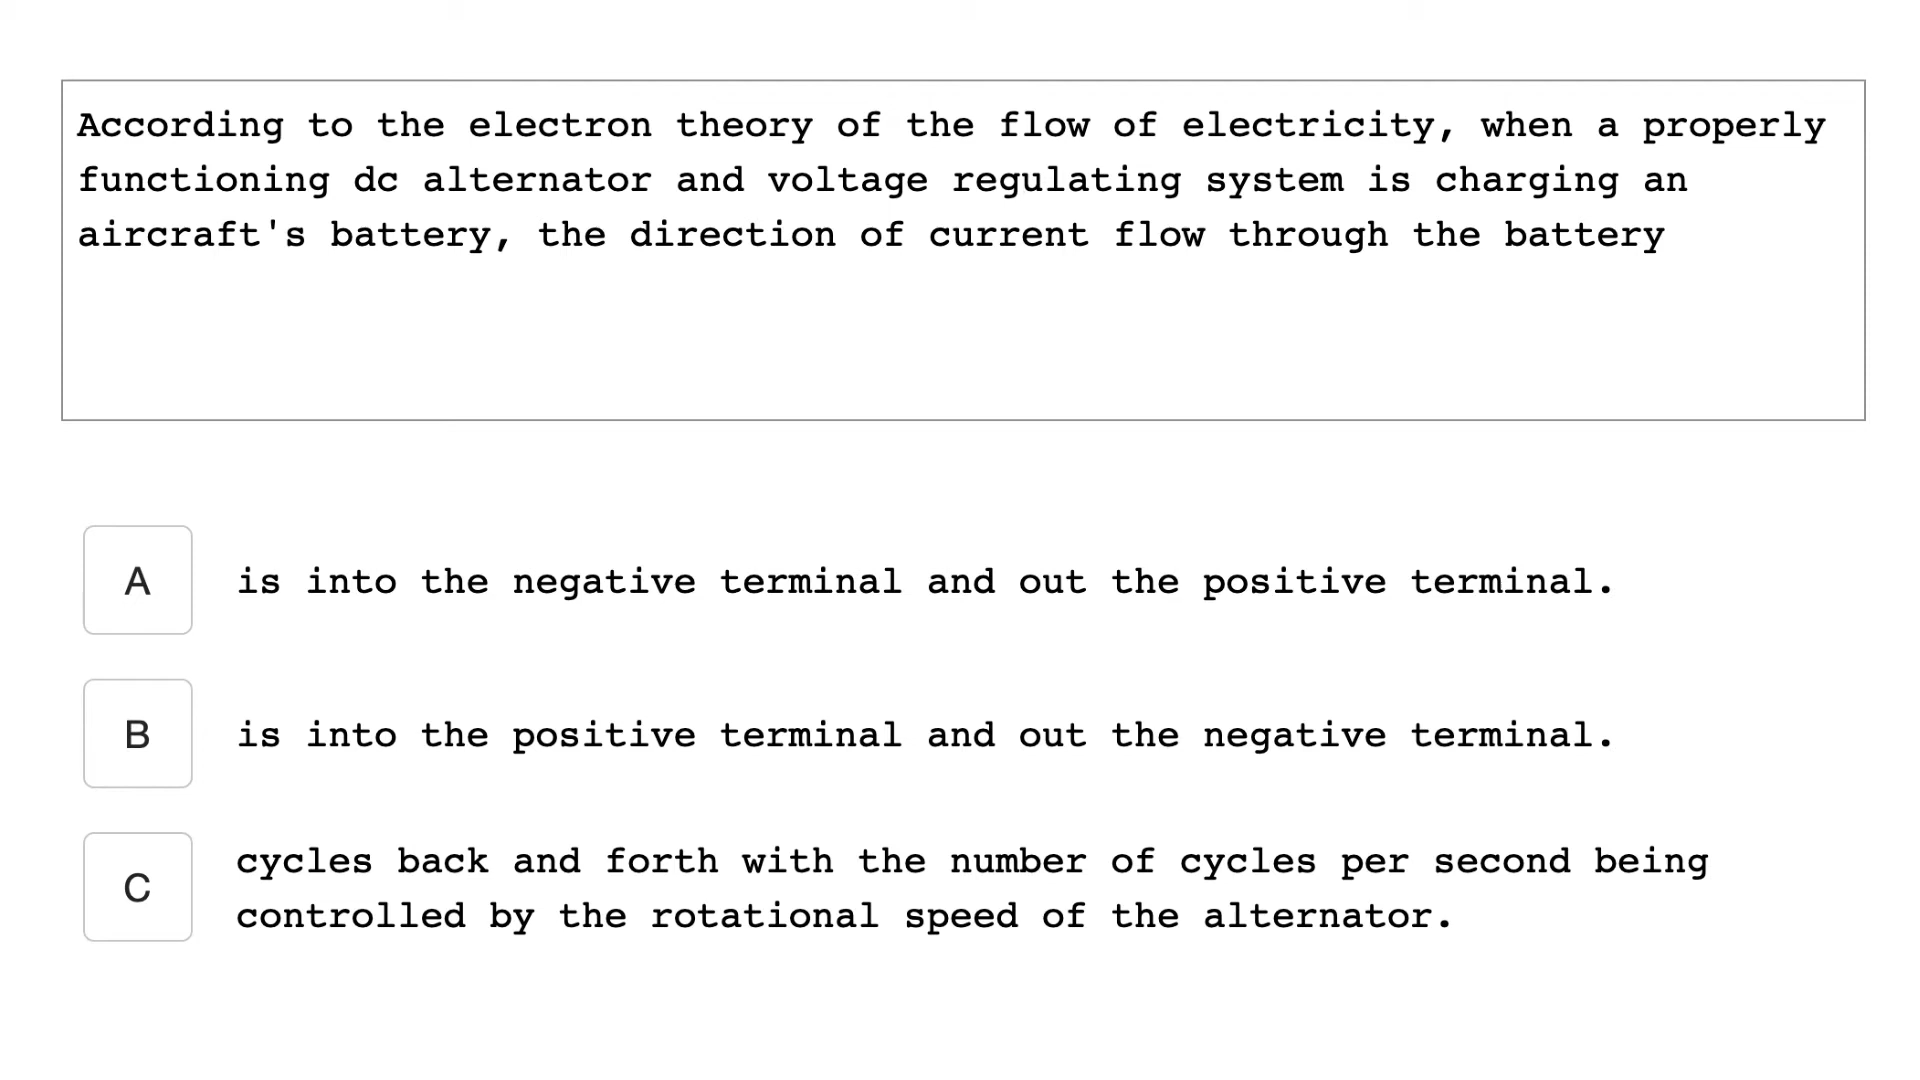 According to the electron theory of the flow of electricity, when a properly
functioning dc alternator and voltage regulating system is charging an
aircraft's battery, the direction of current flow through the battery
A is into the negative terminal and out the positive terminal.
B is into the positive terminal and out the negative terminal.
C cycles back and forth with the number of cycles per second being
controlled by the rotational speed of the alternator.